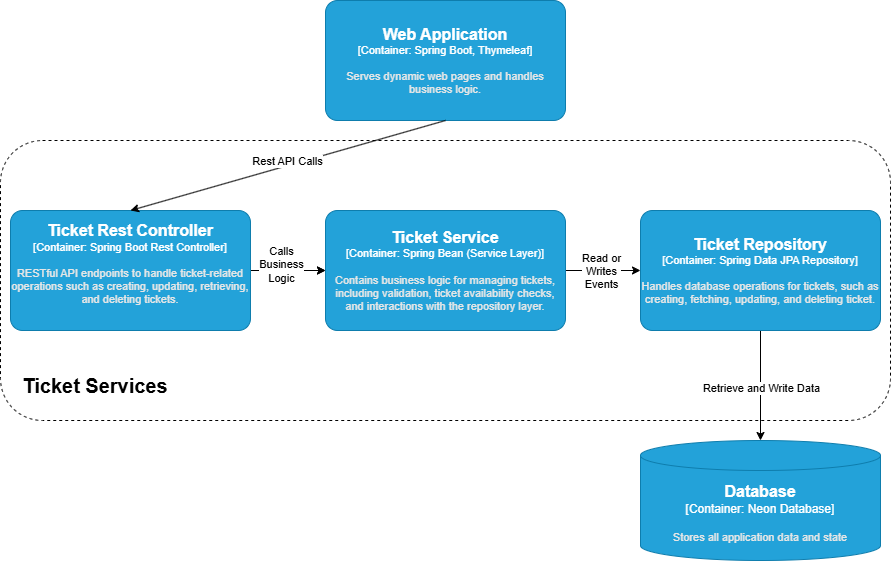 Web Application
[Container: Spring Boot, Thymeleaf]
Serves dynamic web pages and handles
business logic.
Rest API Calls
Ticket Rest Controller
[Container: Spring Boot Rest Controller]
RESTful API endpoints to handle ticket-related
operations such as creating, updating, retrieving,
and deleting tickets.
Calls
Business
Logic
Ticket Service
[Container: Spring Bean (Service Layer)]
Contains business logic for managing tickets,
including validation, ticket availability checks,
and interactions with the repository layer.
Read or
Writes
Events
Ticket Repository
[Container: Spring Data JPA Repository]
Handles database operations for tickets, such as
creating, fetching, updating, and deleting ticket.
Ticket Services
Retrieve and Write Data
Database
[Container: Neon Database]
Stores all application data and state